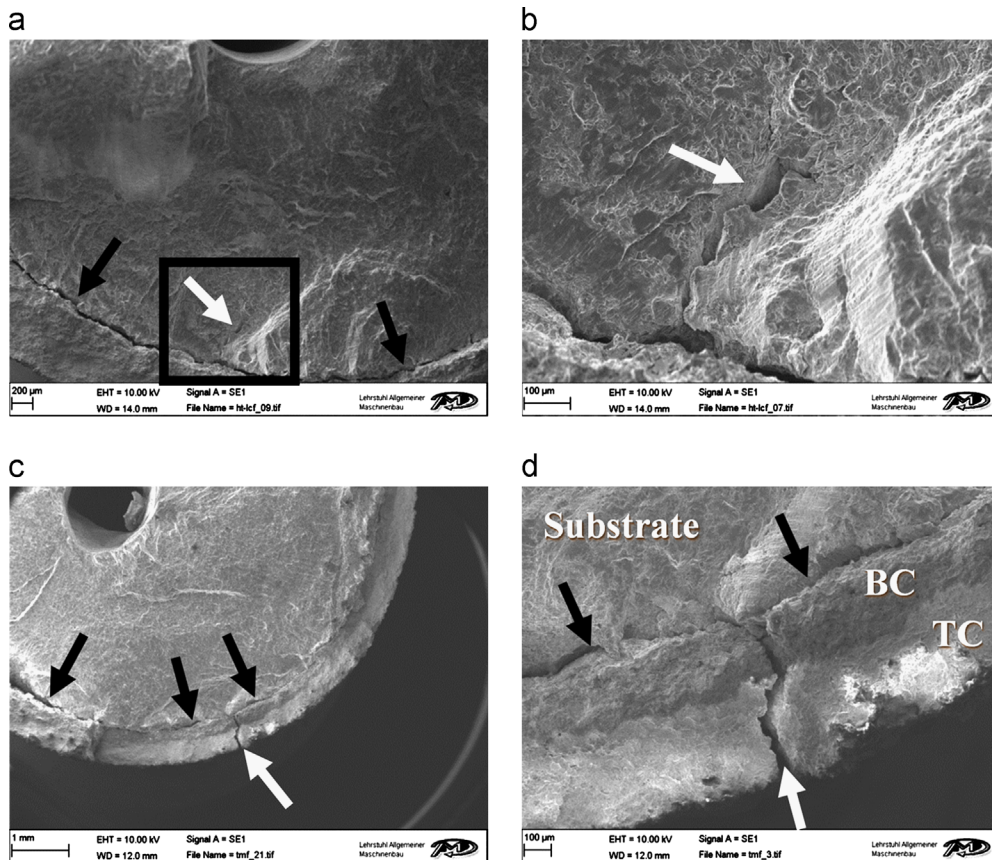 a
b
200 µm
EHT = 10.00 kV
Signal A = SE1
WD = 14.0 mm
File Name = ht-lcf_09.tif
Lehrstuhl Allgemeiner
Maschinenbau
100 µm
EHT = 10.00 kV
Signal A = SE1
WD = 14.0 mm
File Name = ht-lcf_07.tif
Lehrstuhl Allgemeiner
Maschinenbau
c
d
Substrate
BC
TC
1 mm
EHT = 10.00 kV
Signal A = SE1
WD = 12.0 mm
File Name = tmf_21.tif
Lehrstuhl Allgemeiner
Maschinenbau
100 µm
EHT = 10.00 kV
Signal A = SE1
WD = 12.0 mm
File Name = tmf_3.tif
Lehrstuhl Allgemeiner
Maschinenbau